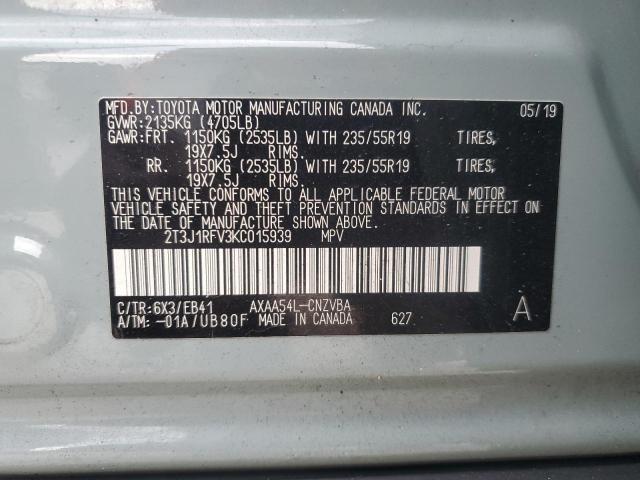 MFD.BY:TOYOTA MOTOR MANUFACTURING CANADA INC. 05/19
GVWR:2135KG (4705LB)
GAWR:FRT. 1150KG (2535LB) WITH 235/55R19 TIRES,
19X7.5J RIMS.
RR. 1150KG (2535LB) WITH 235/55R19 TIRES,
19X7.5J RIMS.
THIS VEHICLE CONFORMS TO ALL APPLICABLE FEDERAL MOTOR
VEHICLE SAFETY AND THEFT PREVENTION STANDARDS IN EFFECT ON
THE DATE OF MANUFACTURE SHOWN ABOVE.
2T3J1RFV3KC015939 MPV
C/TR:6X3/EB41 AXAA54L-CNZVBA A
A/TM:-01A/UB80F MADE IN CANADA 627